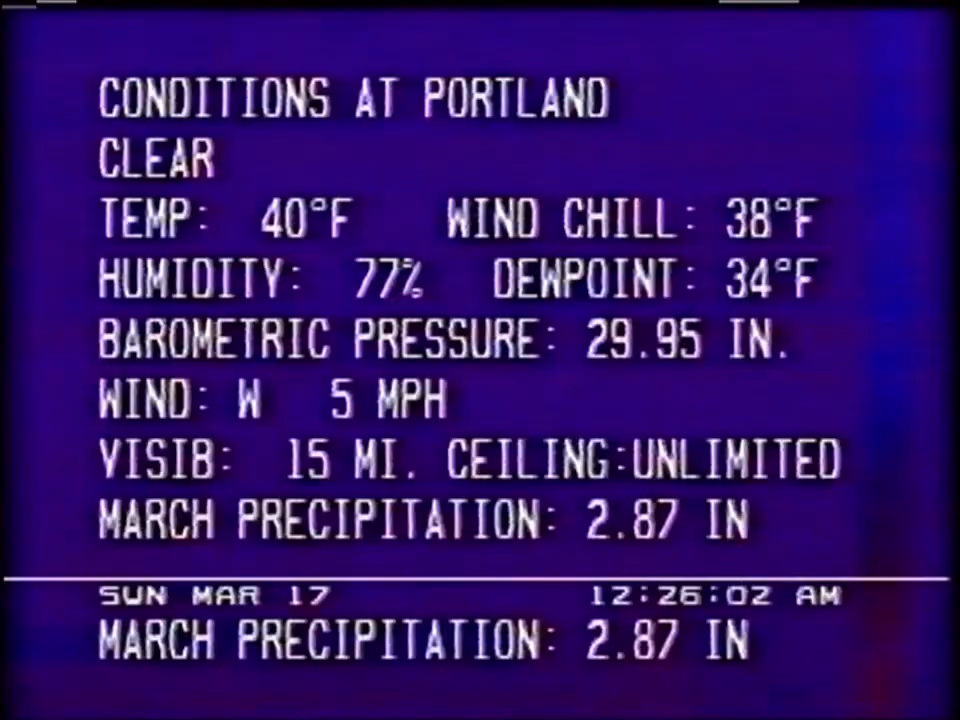 CONDITIONS AT PORTLAND
CLEAR
TEMP: 40°F WIND CHILL: 38°F
HUMIDITY: 77% DEWPOINT: 34°F
BAROMETRIC PRESSURE: 29.95 IN.
WIND: W 5 MPH
VISIB: 15 MI. CEILING:UNLIMITED
MARCH PRECIPITATION: 2.87 IN
SUN MAR 17 12:26:02 AM
MARCH PRECIPITATION: 2.87 IN